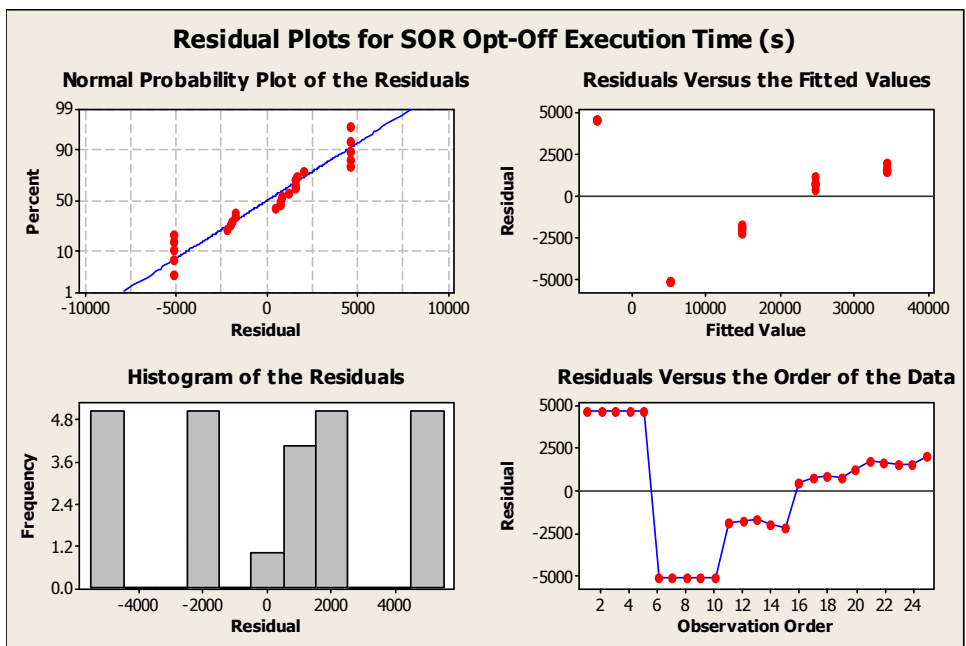 Residual Plots for SOR Opt-Off Execution Time (s)
Normal Probability Plot of the Residuals
99
90
50
10
1
Percent
-10000 -5000 0 5000 10000
Residual
Residuals Versus the Fitted Values
5000
2500
0
-2500
-5000
Residual
0 10000 20000 30000 40000
Fitted Value
Histogram of the Residuals
4.8
3.6
2.4
1.2
0.0
Frequency
-4000 -2000 0 2000 4000
Residual
Residuals Versus the Order of the Data
5000
2500
0
-2500
-5000
Residual
2 4 6 8 10 12 14 16 18 20 22 24
Observation Order